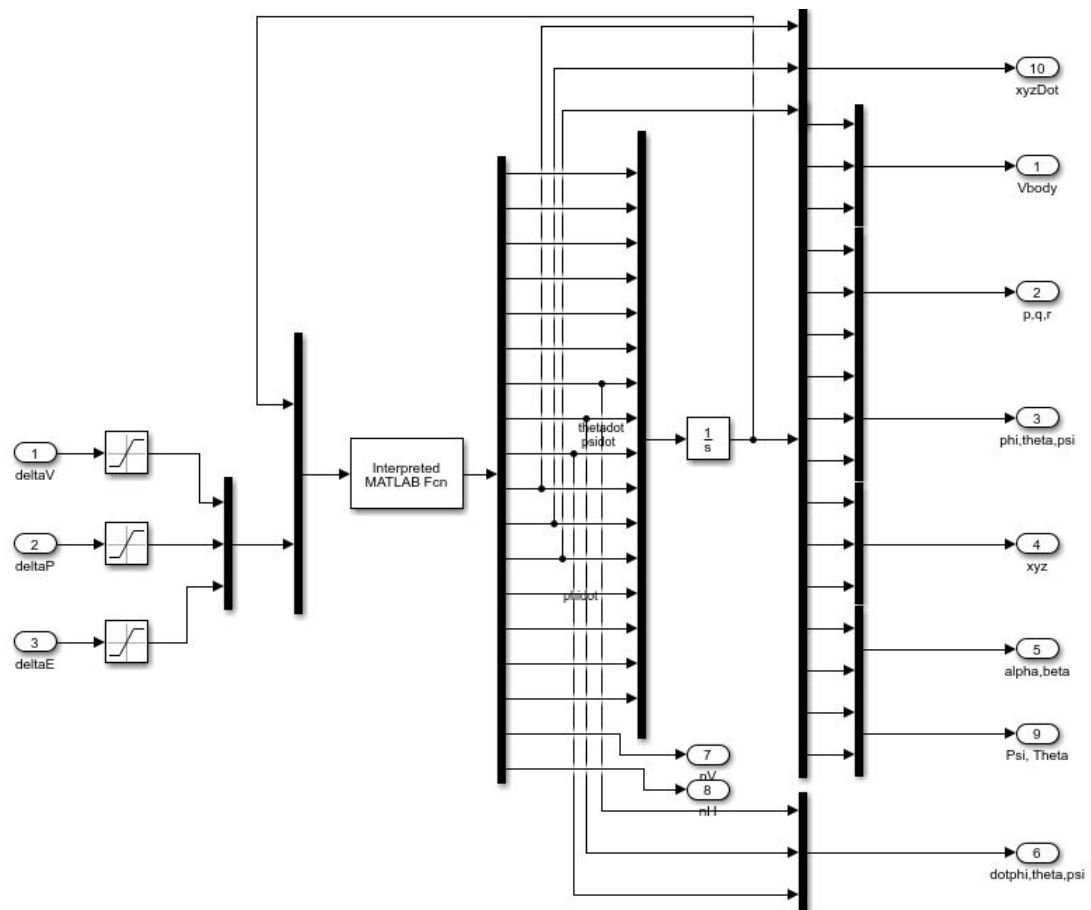 10
xyzDot
1
Vbody
2
p,q,r
thetadot
psidot
3
phi,theta,psi
1
deltaV
Interpreted
MATLAB Fcn
1
s
2
deltaP
4
xyz
phidot
3
deltaE
5
alpha,beta
9
Psi, Theta
7
nV
8
nH
6
dotphi,theta,psi